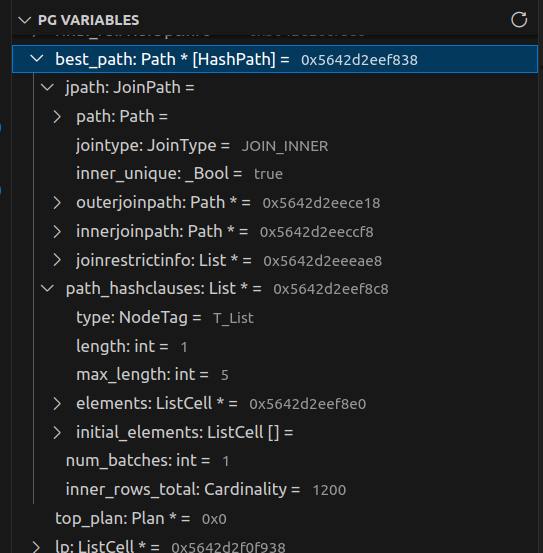 PG VARIABLES
best_path: Path * [HashPath] = 0x5642d2eef838
jpath: JoinPath =
path: Path =
jointype: JoinType = JOIN_INNER
inner_unique: _Bool = true
outerjoinpath: Path * = 0x5642d2eece18
innerjoinpath: Path * = 0x5642d2eeccf8
joinrestrictinfo: List * = 0x5642d2eeeae8
path_hashclauses: List * = 0x5642d2eef8c8
type: NodeTag = T_List
length: int = 1
max_length: int = 5
elements: ListCell * = 0x5642d2eef8e0
initial_elements: ListCell [] =
num_batches: int = 1
inner_rows_total: Cardinality = 1200
top_plan: Plan * = 0x0
lp: ListCell * = 0x5642d2f0f938